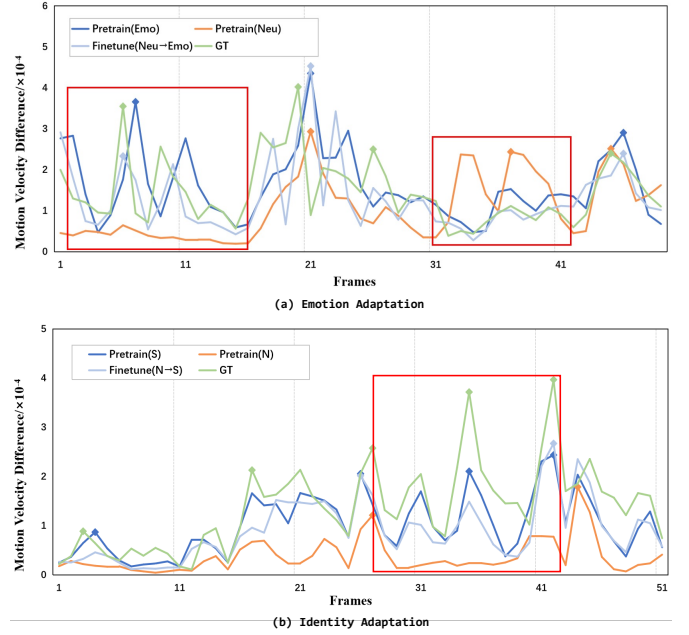 6
5
4
3
2
1
0
Motion Velocity Difference/×10⁻⁴
Pretrain(Emo) Pretrain(Neu)
Finetune(Neu→Emo) GT
1 11 21 31 41
Frames
(a) Emotion Adaptation
5
4
3
2
1
0
Motion Velocity Difference/×10⁻⁴
Pretrain(S) Pretrain(N)
Finetune(N→S) GT
1 11 21 31 41 51
Frames
(b) Identity Adaptation